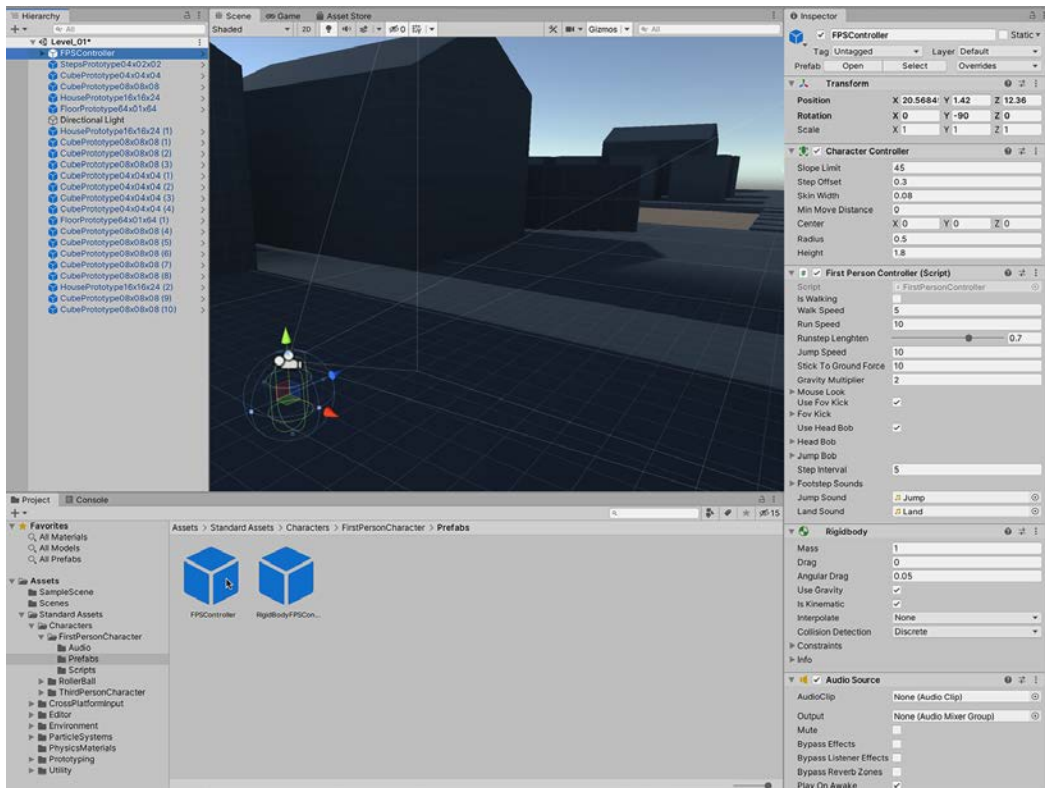 Hierarchy
All
Level_01*
FPSController
StepsPrototype04x02x02
CubePrototype04x04x04
CubePrototype08x08x08
HousePrototype16x16x24
FloorPrototype64x01x64
Directional Light
HousePrototype16x16x24 (1)
CubePrototype08x08x08 (1)
CubePrototype08x08x08 (2)
CubePrototype08x08x08 (3)
CubePrototype04x04x04 (1)
CubePrototype04x04x04 (2)
CubePrototype04x04x04 (3)
CubePrototype04x04x04 (4)
FloorPrototype64x01x64 (1)
CubePrototype08x08x08 (4)
CubePrototype08x08x08 (5)
CubePrototype08x08x08 (6)
CubePrototype08x08x08 (7)
CubePrototype08x08x08 (8)
HousePrototype16x16x24 (2)
CubePrototype08x08x08 (9)
CubePrototype08x08x08 (10)
Scene Game Asset Store
Shaded 2D 0 Gizmos All
Inspector
FPSController Static
Tag Untagged Layer Default
Prefab Open Select Overrides
Transform
Position X 20.5684 Y 1.42 Z 12.36
Rotation X 0 Y -90 Z 0
Scale X 1 Y 1 Z 1
Character Controller
Slope Limit 45
Step Offset 0.3
Skin Width 0.08
Min Move Distance 0
Center X 0 Y 0 Z 0
Radius 0.5
Height 1.8
First Person Controller (Script)
Script FirstPersonController
Is Walking
Walk Speed 5
Run Speed 10
Runstep Lenghten 0.7
Jump Speed 10
Stick To Ground Force 10
Gravity Multiplier 2
Mouse Look
Use Fov Kick
Fov Kick
Use Head Bob
Head Bob
Jump Bob
Step Interval 5
Footstep Sounds
Jump Sound Jump
Land Sound Land
Rigidbody
Mass 1
Drag 0
Angular Drag 0.05
Use Gravity
Is Kinematic
Interpolate None
Collision Detection Discrete
Constraints
Info
Audio Source
AudioClip None (Audio Clip)
Output None (Audio Mixer Group)
Mute
Bypass Effects
Bypass Listener Effects
Bypass Reverb Zones
Play On Awake
Project Console
15
Favorites
All Materials
All Models
All Prefabs
Assets
SampleScene
Scenes
Standard Assets
Characters
FirstPersonCharacter
Audio
Prefabs
Scripts
RollerBall
ThirdPersonCharacter
CrossPlatformInput
Editor
Environment
ParticleSystems
PhysicsMaterials
Prototyping
Utility
Assets > Standard Assets > Characters > FirstPersonCharacter > Prefabs
FPSController RigidBodyFPSCon...